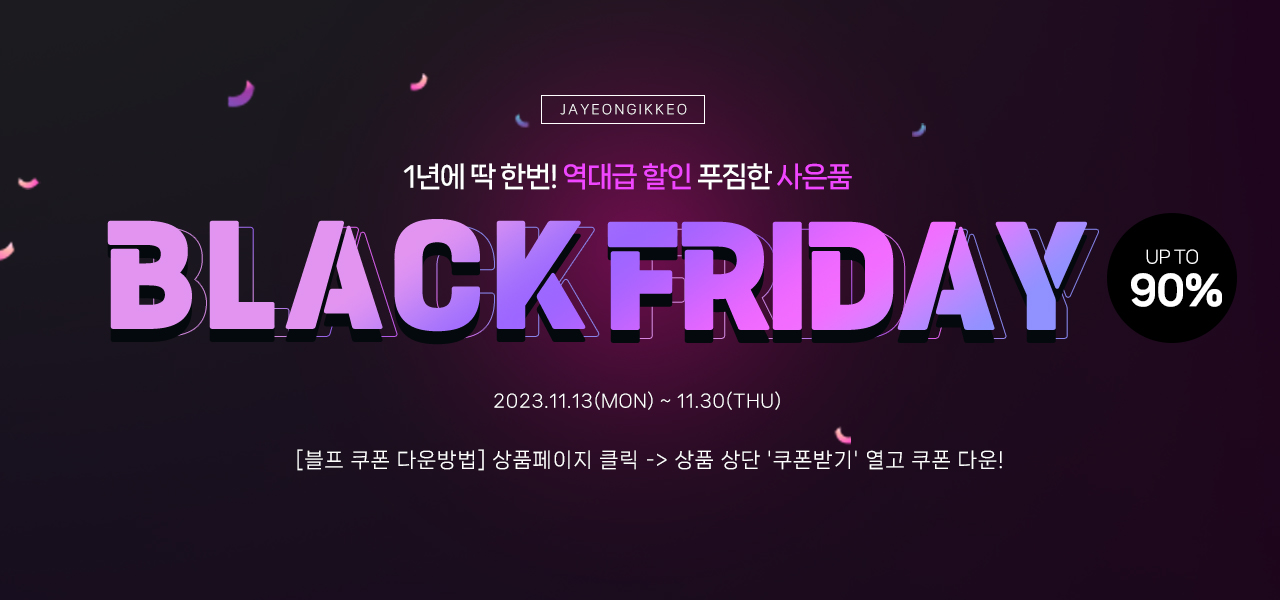 JAYEONGIKKEO
1년에 딱 한번! 역대급 할인 푸짐한 사은품
BLACK FRIDAY
UP TO
90%
2023.11.13(MON) ~ 11.30(THU)
[블프 쿠폰 다운방법] 상품페이지 클릭 -> 상품 상단 '쿠폰받기' 열고 쿠폰 다운!